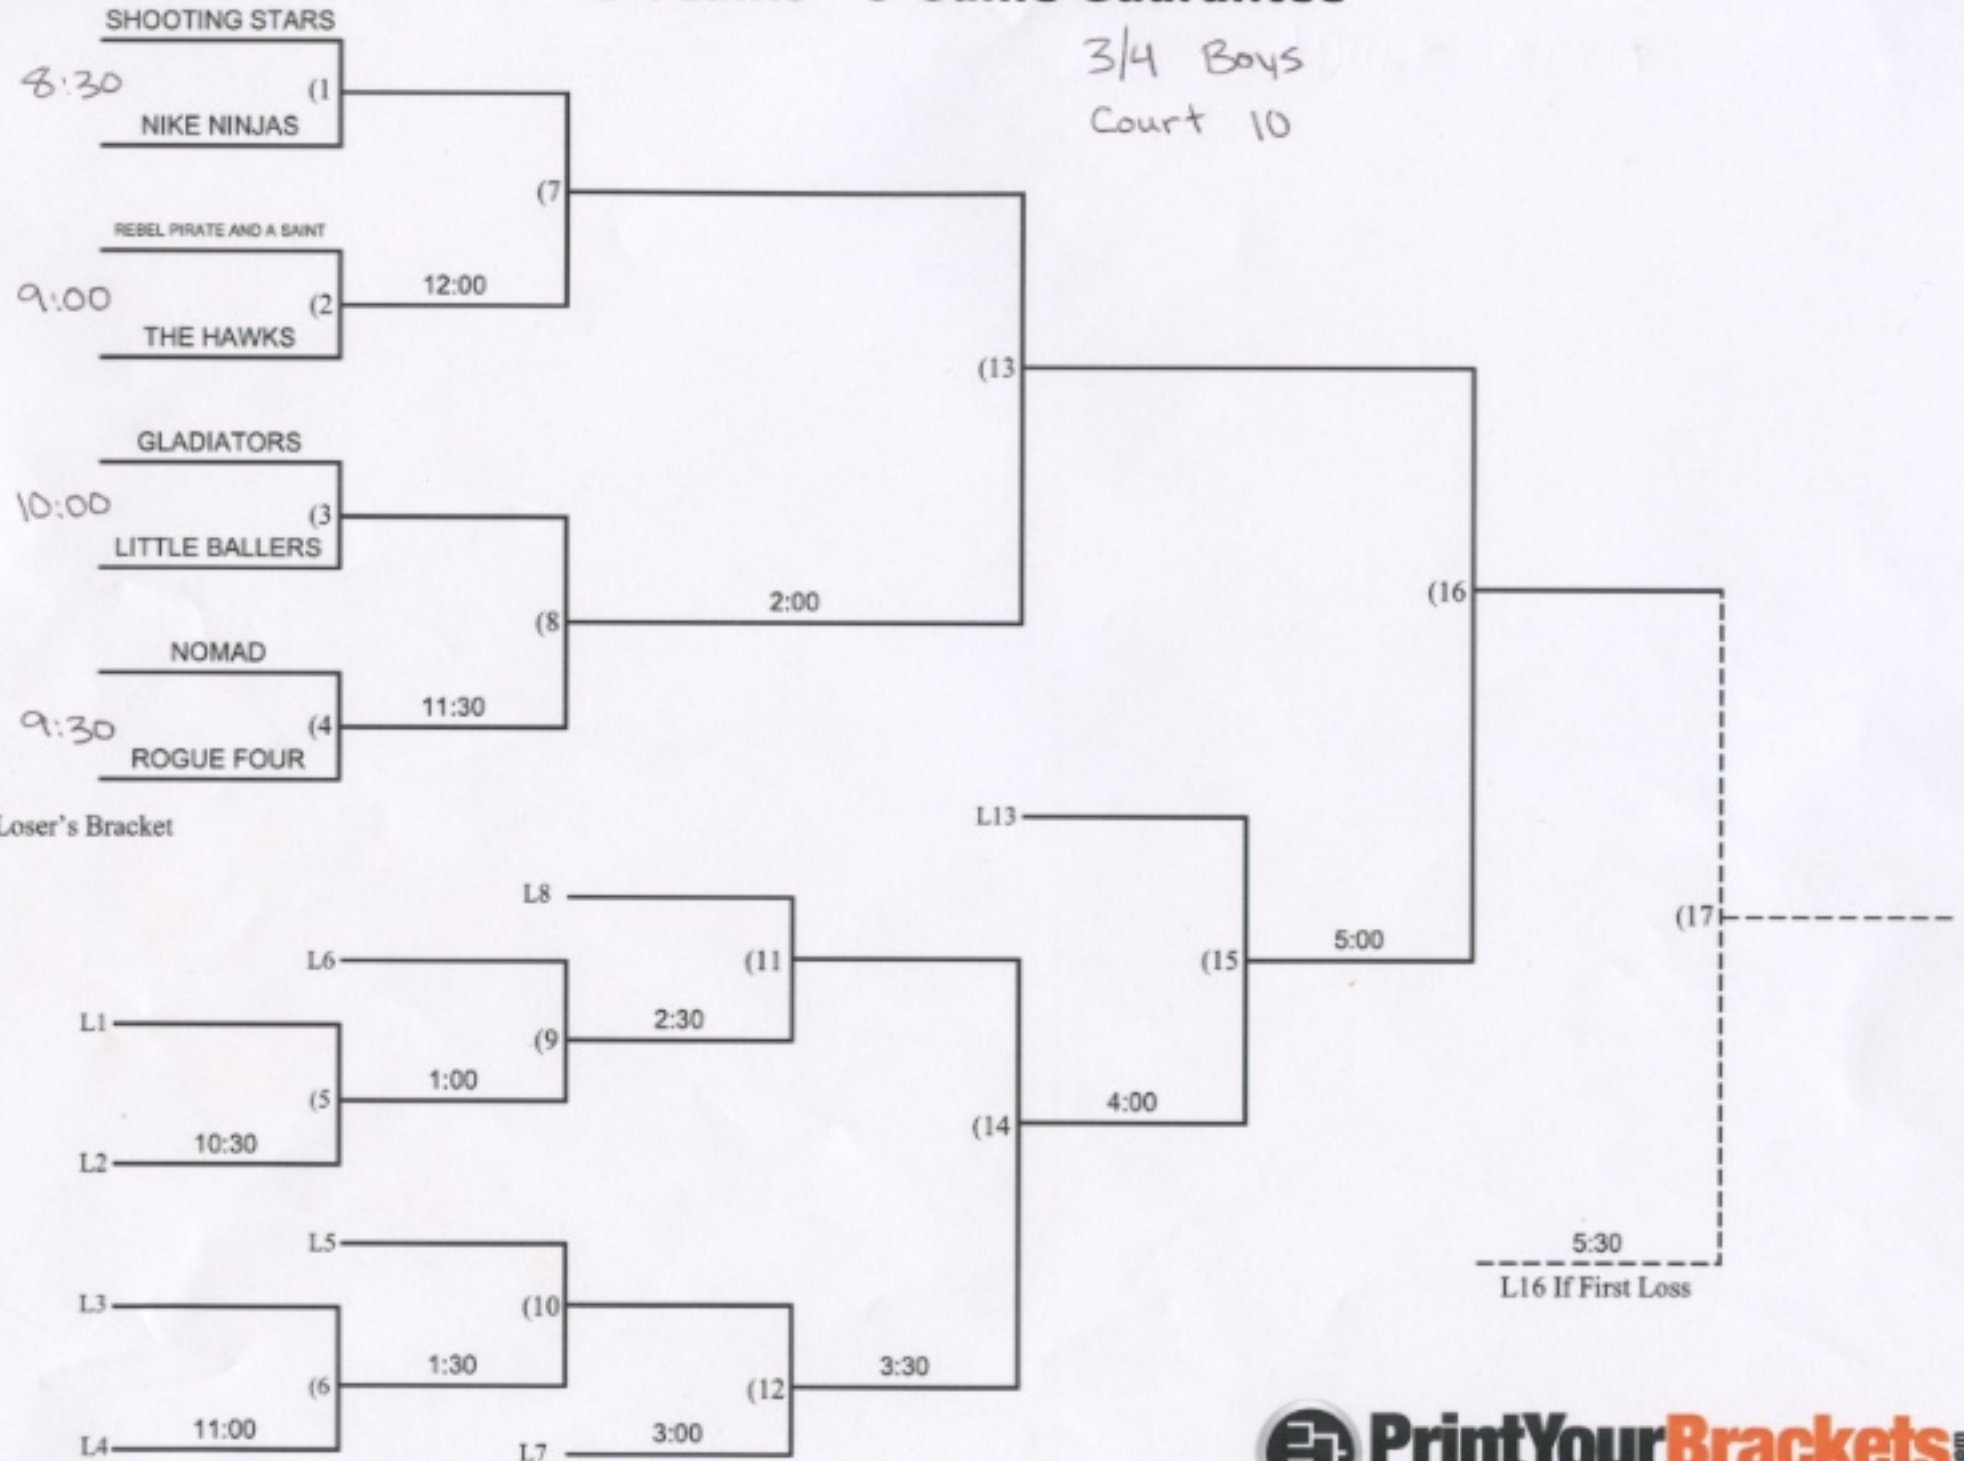 3 Game Guarantee
3/4 Boys
Court 10
SHOOTING STARS
8:30
(1
NIKE NINJAS
(7
REBEL PIRATE AND A SAINT
9:00
(2
12:00
THE HAWKS
(13
GLADIATORS
10:00
(3
LITTLE BALLERS
(8
2:00
(16
NOMAD
9:30
(4
11:30
ROGUE FOUR
Loser's Bracket
L13
L8
(17
L6
(11
(15
5:00
L1
(9
2:30
(5
1:00
4:00
(14
L2
10:30
L5
5:30
L16 If First Loss
L3
(10
(6
1:30
(12
3:30
L4
11:00
L7
3:00
PrintYourBrackets